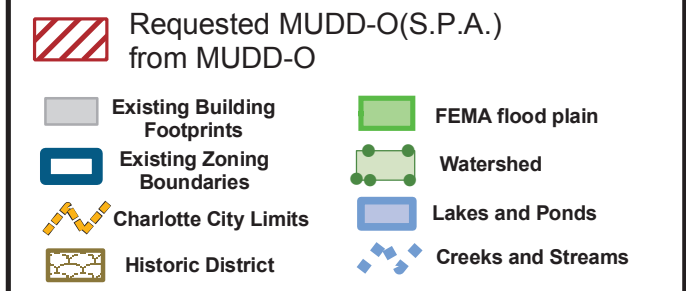 Requested MUDD-O(S.P.A.)
from MUDD-O
Existing Building
Footprints
Existing Zoning
Boundaries
Charlotte City Limits
Historic District
FEMA flood plain
Watershed
Lakes and Ponds
Creeks and Streams